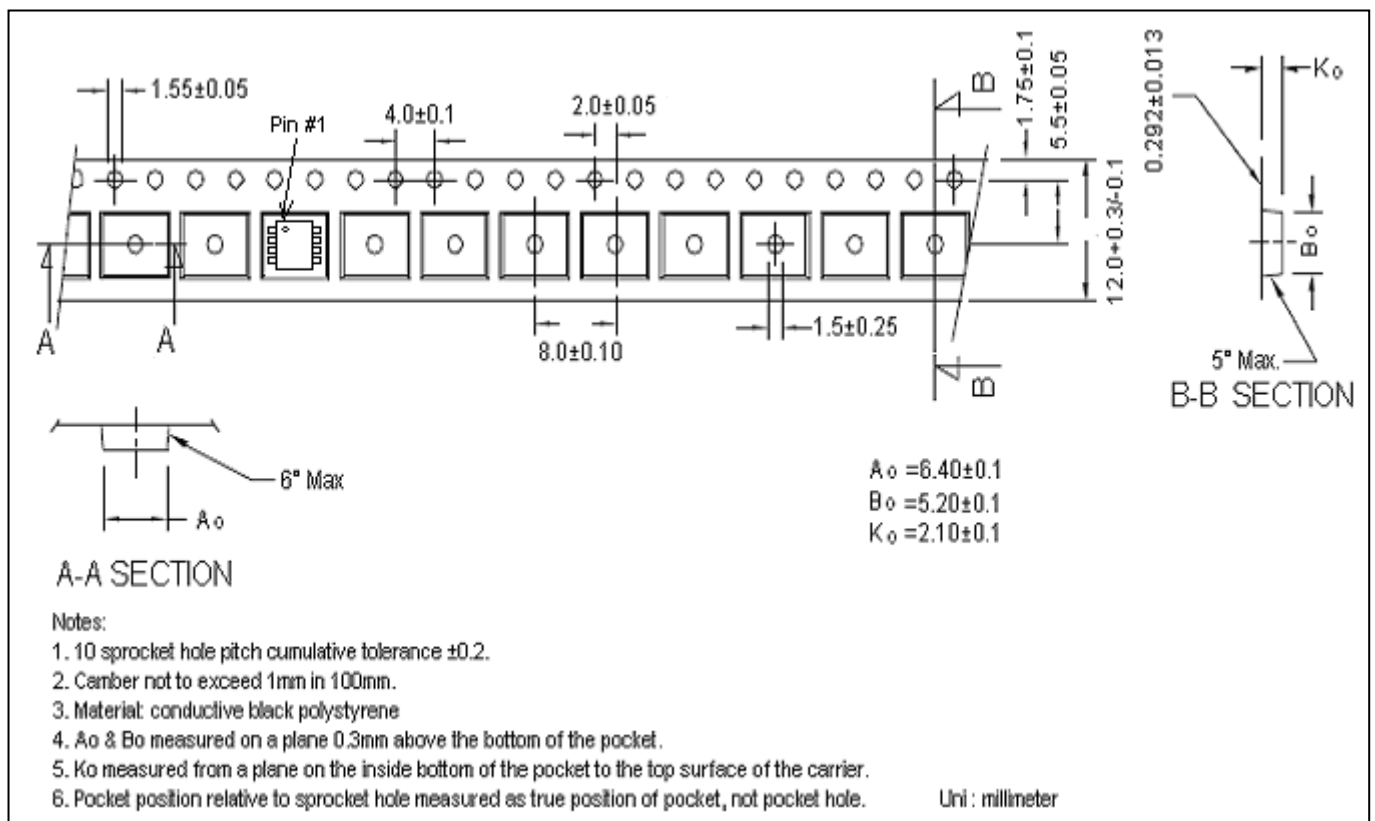 1.55±0.05
Pin #1
4.0±0.1
2.0±0.05
B
1.75±0.1
5.5±0.05
0.292±0.013
Ko
12.0+0.3/-0.1
Bo
A
A
8.0±0.10
1.5±0.25
B
5° Max.
B-B SECTION
6° Max
Ao
A-A SECTION
Ao =6.40±0.1
Bo =5.20±0.1
Ko =2.10±0.1
Notes:
1. 10 sprocket hole pitch cumulative tolerance ±0.2.
2. Camber not to exceed 1mm in 100mm.
3. Material: conductive black polystyrene
4. Ao & Bo measured on a plane 0.3mm above the bottom of the pocket.
5. Ko measured from a plane on the inside bottom of the pocket to the top surface of the carrier.
6. Pocket position relative to sprocket hole measured as true position of pocket, not pocket hole.
Uni : millimeter